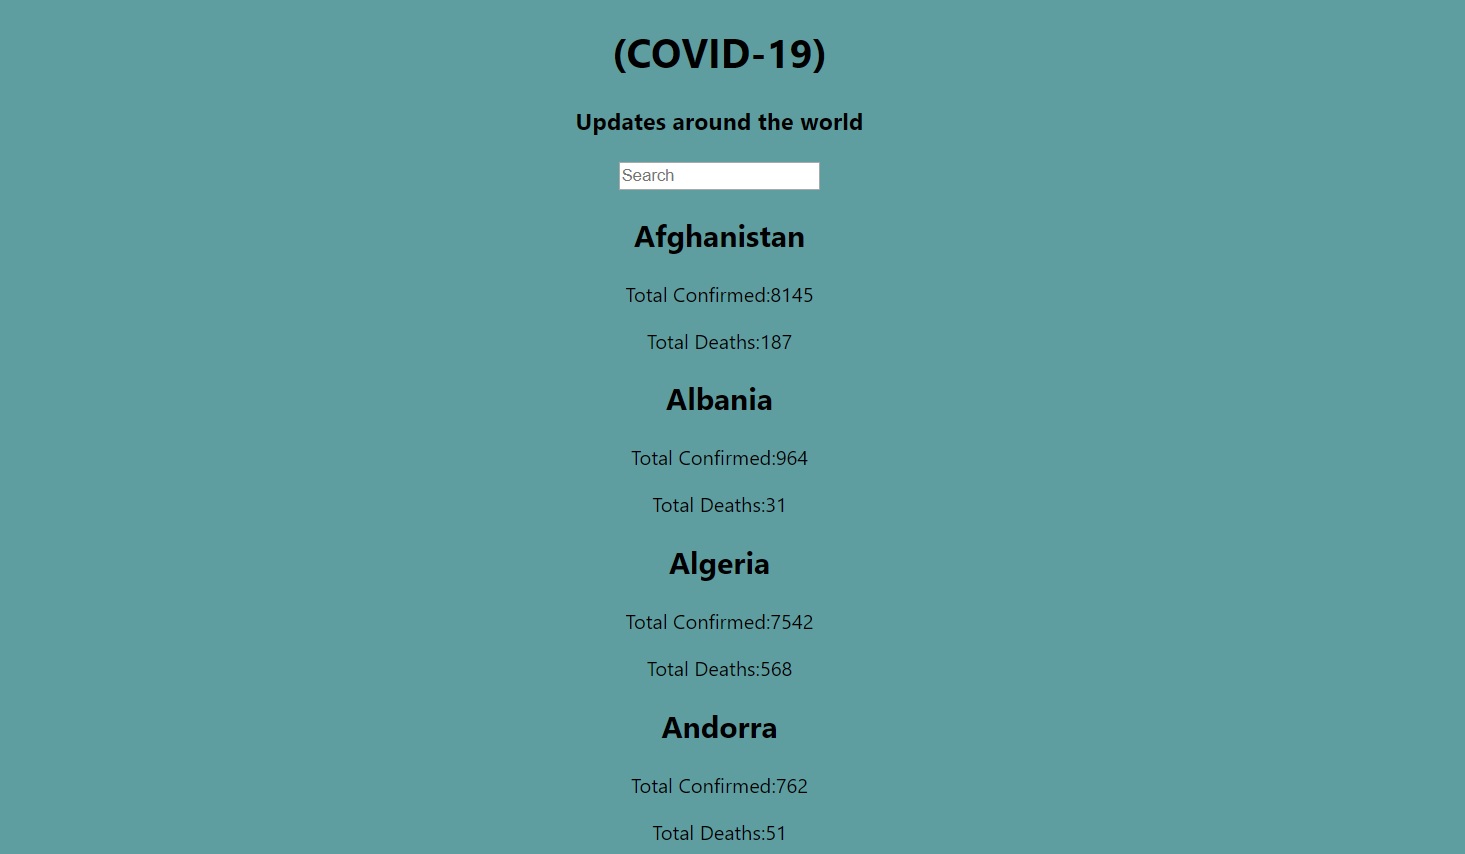 (COVID-19)
Updates around the world
Search
Afghanistan
Total Confirmed:8145
Total Deaths:187
Albania
Total Confirmed:964
Total Deaths:31
Algeria
Total Confirmed:7542
Total Deaths:568
Andorra
Total Confirmed:762
Total Deaths:51